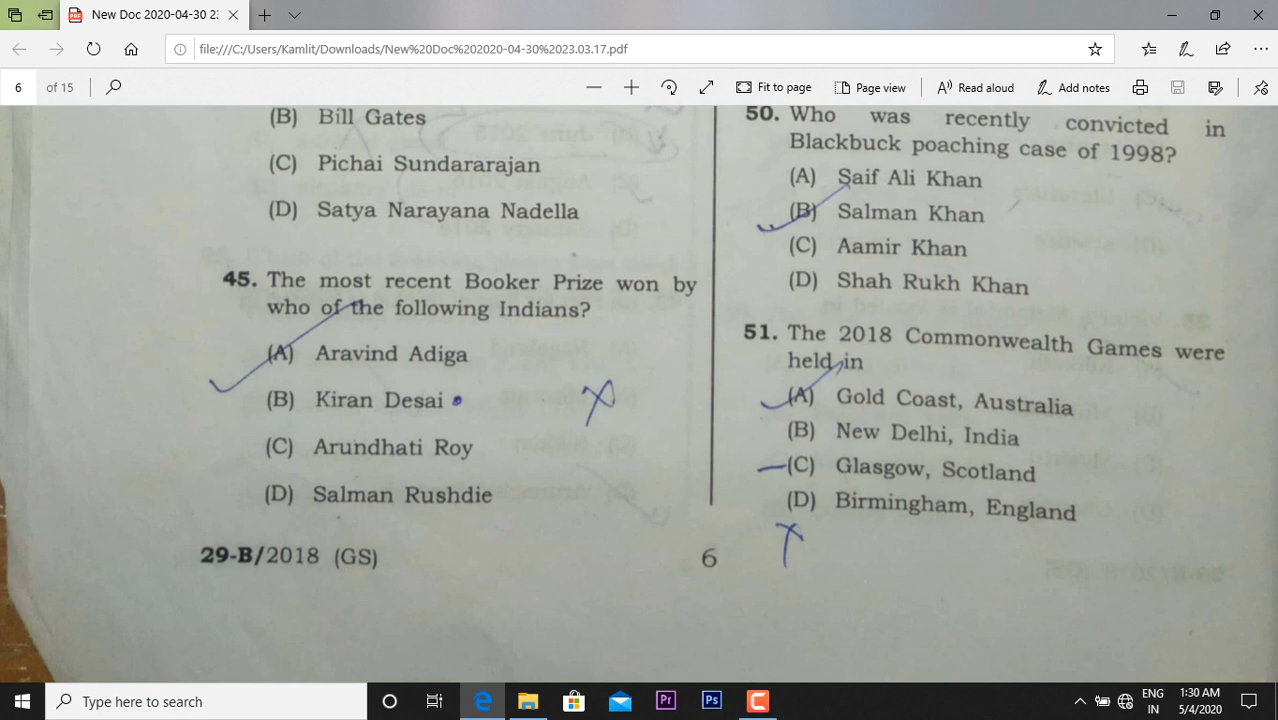 New Doc 2020-04-30 23
file:///C:/Users/Kamlit/Downloads/New%20Doc%202020-04-30%2023.03.17.pdf
6 of 15
Fit to page
Page view
Read aloud
Add notes
(B) Bill Gates
(C) Pichai Sundararajan
(D) Satya Narayana Nadella
45. The most recent Booker Prize won by
who of the following Indians?
(A) Aravind Adiga
(B) Kiran Desai
(C) Arundhati Roy
(D) Salman Rushdie
29-B/2018 (GS)
6
50. Who was recently convicted in
Blackbuck poaching case of 1998?
(A) Saif Ali Khan
(B) Salman Khan
(C) Aamir Khan
(D) Shah Rukh Khan
51. The 2018 Commonwealth Games were
held in
(A) Gold Coast, Australia
(B) New Delhi, India
(C) Glasgow, Scotland
(D) Birmingham, England
Type here to search
Pr
Ps
ENG
IN
1:30 AM
5/4/2020